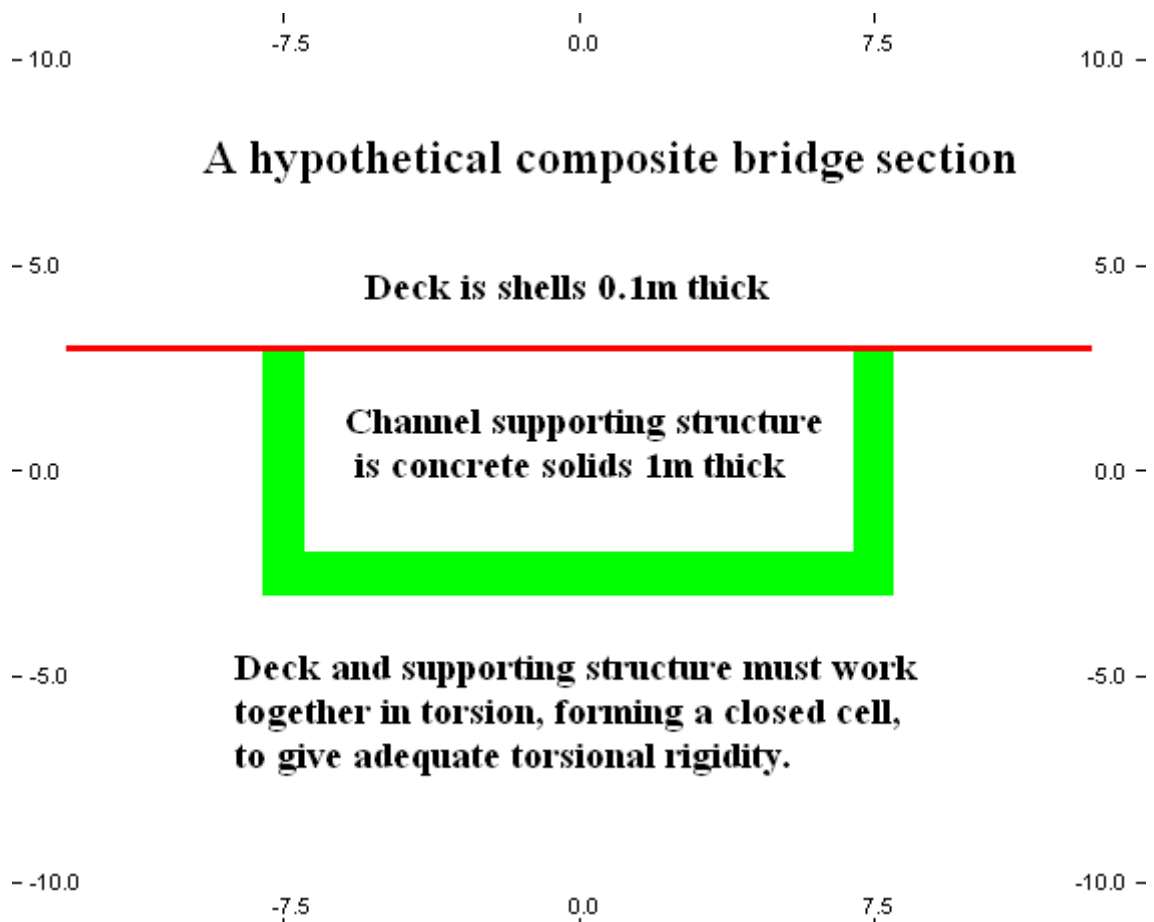 -7.5 0.0 7.5
10.0 10.0
A hypothetical composite bridge section
5.0 5.0
Deck is shells 0.1m thick
Channel supporting structure
is concrete solids 1m thick
0.0 0.0
Deck and supporting structure must work
-5.0 -5.0
together in torsion, forming a closed cell,
to give adequate torsional rigidity.
-10.0 -10.0
-7.5 0.0 7.5